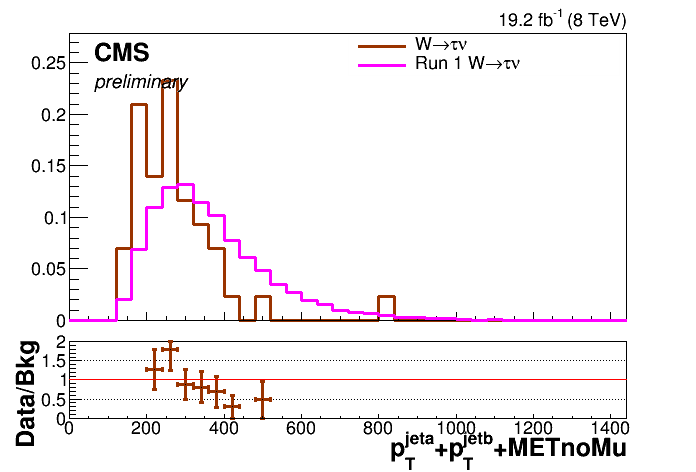 19.2 fb⁻¹ (8 TeV)
CMS
preliminary
W→τν
Run 1 W→τν
0.25
0.2
0.15
0.1
0.05
0
Data/Bkg
2
1.5
1
0.5
0
0 200 400 600 800 1000 1200 1400
p_T^jeta+p_T^jetb+METnoMu